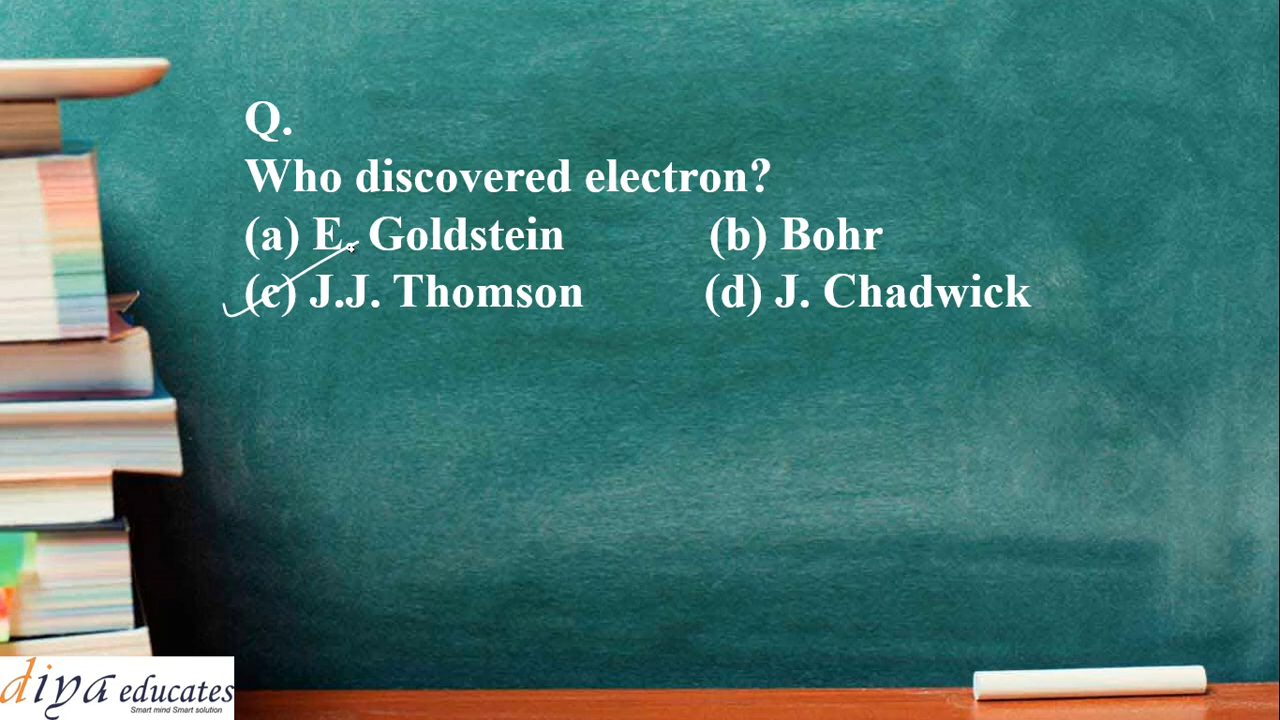 Q.
Who discovered electron?
(a) E. Goldstein (b) Bohr
(c) J.J. Thomson (d) J. Chadwick
diya educates
Smart mind Smart solution